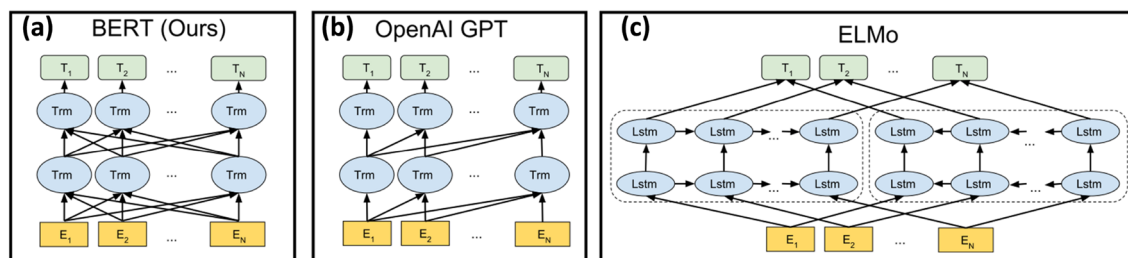 (a) BERT (Ours)
T1 T2 ... TN
Trm Trm ... Trm
Trm Trm ... Trm
E1 E2 ... EN
(b) OpenAI GPT
T1 T2 ... TN
Trm Trm ... Trm
Trm Trm ... Trm
E1 E2 ... EN
(c) ELMo
T1 T2 ... TN
Lstm Lstm ... Lstm Lstm Lstm ... Lstm
Lstm Lstm ... Lstm Lstm Lstm ... Lstm
E1 E2 ... EN